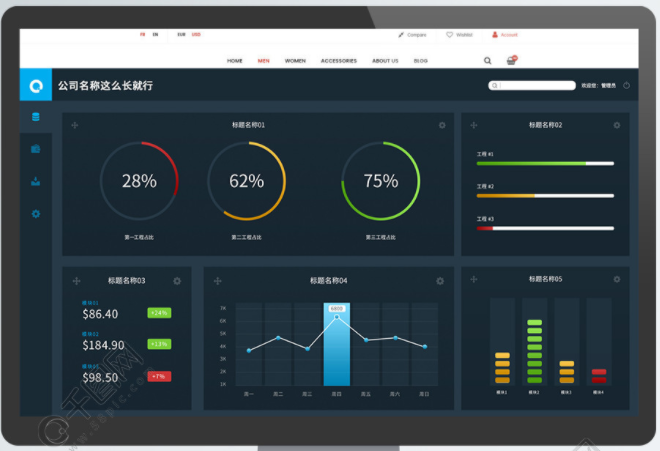 FR EN EUR USD Compare Wishlist Account
HOME MEN WOMEN ACCESSORIES ABOUT US BLOG
公司名称这么长就行
欢迎您：管理员
标题名称01
28%
62%
75%
第一工程占比
第二工程占比
第三工程占比
标题名称02
工程 #1
工程 #2
工程 #3
标题名称03
模块01
$86.40 +24%
模块02
$184.90 +13%
$98.50 -7%
标题名称04
6800
7K
6K
5K
4K
3K
2K
1K
周一 周二 周三 周四 周五 周六 周日
标题名称05
模块1 模块2 模块3 模块4
千图网
www.58pic.com